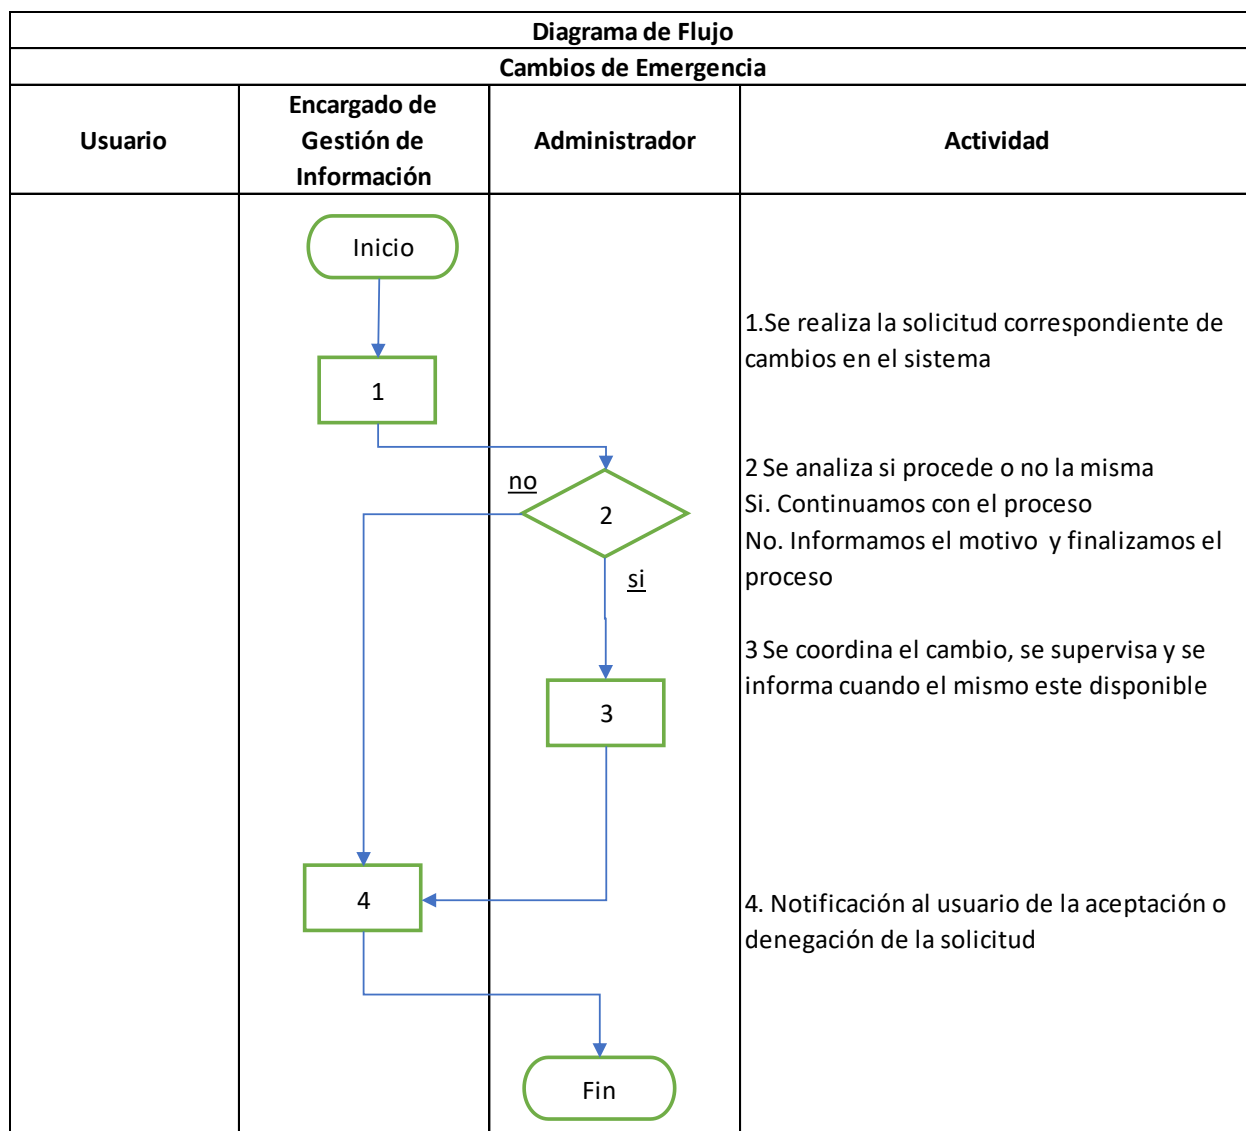 Diagrama de Flujo
Cambios de Emergencia
Usuario
Encargado de
Gestión de
Información
Administrador
Actividad
Inicio
1.Se realiza la solicitud correspondiente de
cambios en el sistema
1
no
2
si
2 Se analiza si procede o no la misma
Si. Continuamos con el proceso
No. Informamos el motivo  y finalizamos el
proceso
3 Se coordina el cambio, se supervisa y se
informa cuando el mismo este disponible
3
4
4. Notificación al usuario de la aceptación o
denegación de la solicitud
Fin